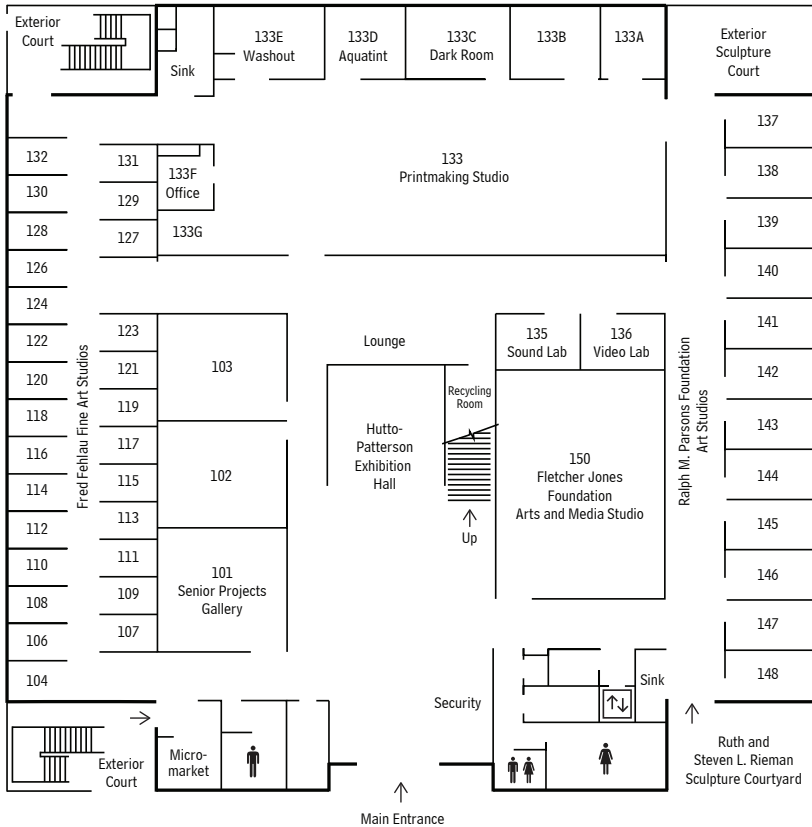 Exterior
Court
Sink
133E
Washout
133D
Aquatint
133C
Dark Room
133B
133A
Exterior
Sculpture
Court
132
130
128
126
124
122
120
118
116
114
112
110
108
106
104
Fred Fehlau Fine Art Studios
131
129
127
133F
Office
133G
133
Printmaking Studio
123
121
119
117
115
113
111
109
107
103
102
101
Senior Projects
Gallery
Lounge
Hutto-
Patterson
Exhibition
Hall
Recycling
Room
Up
135
Sound Lab
136
Video Lab
150
Fletcher Jones
Foundation
Arts and Media Studio
Ralph M. Parsons Foundation
Art Studios
137
138
139
140
141
142
143
144
145
146
147
148
Exterior
Court
Micro-
market
Security
Sink
Main Entrance
Ruth and
Steven L. Rieman
Sculpture Courtyard